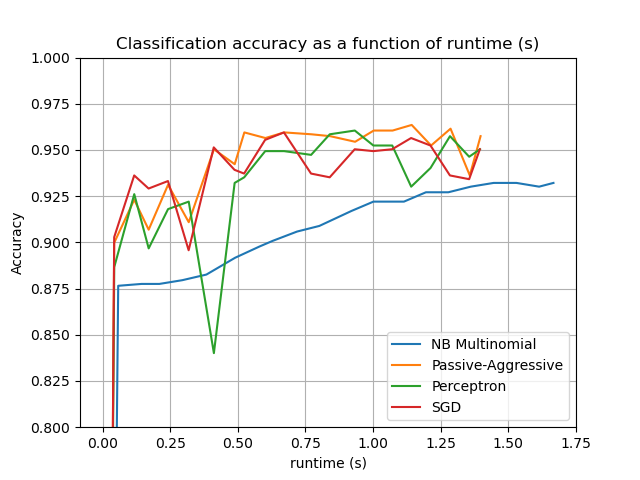 Classification accuracy as a function of runtime (s)
1.000
0.975
0.950
0.925
0.900
0.875
0.850
0.825
0.800
Accuracy
NB Multinomial
Passive-Aggressive
Perceptron
SGD
0.00 0.25 0.50 0.75 1.00 1.25 1.50 1.75
runtime (s)